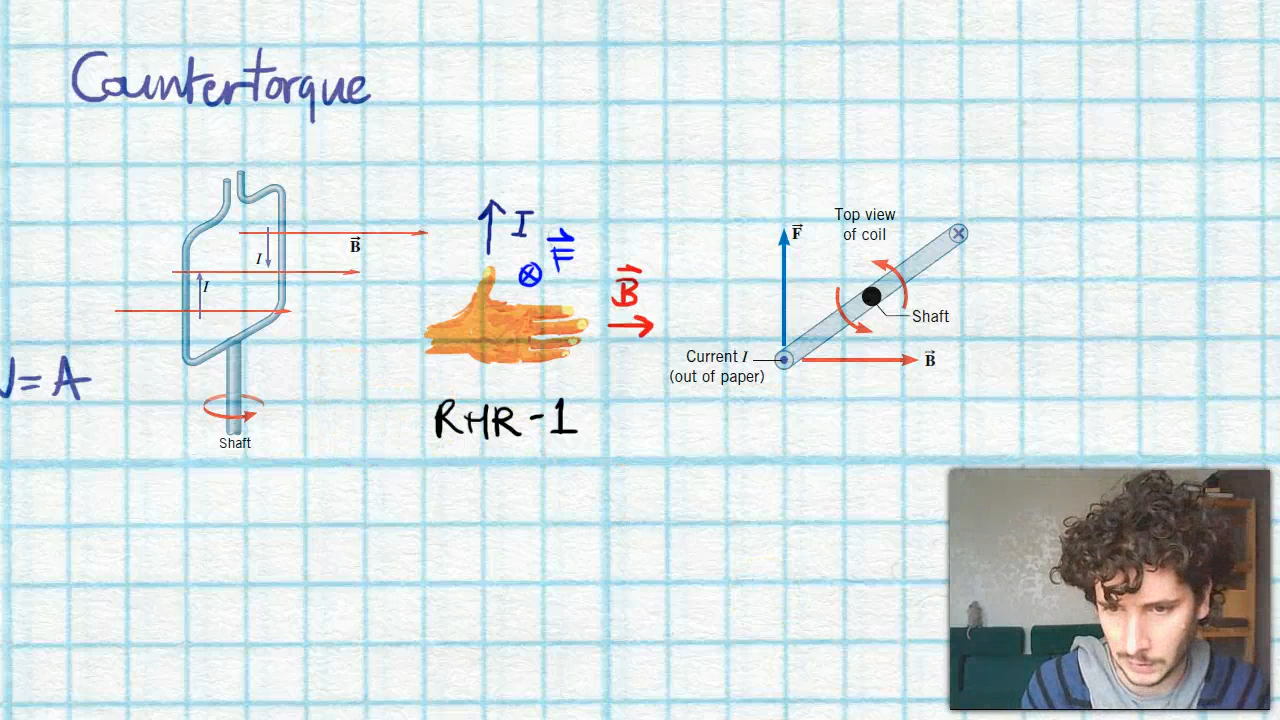 Countertorque
B
I
I
Shaft
I
F
B
RHR-1
J=A
Top view
of coil
F
Shaft
Current I
(out of paper)
B